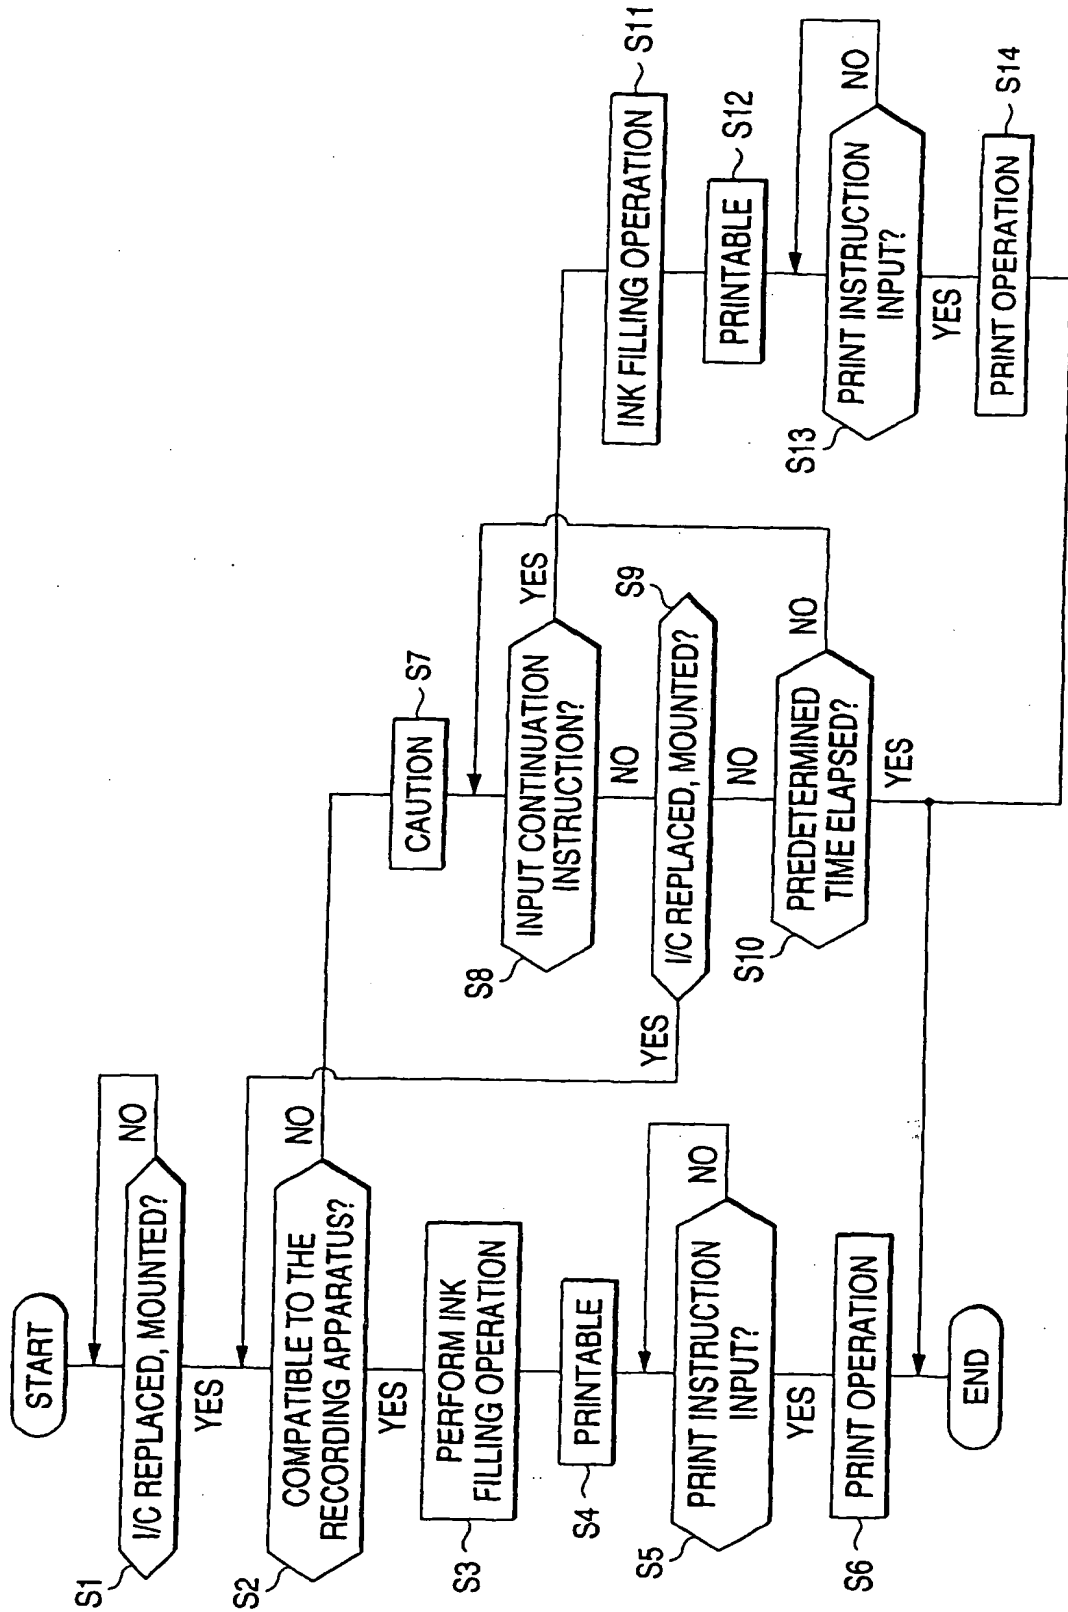 START
S1
I/C REPLACED, MOUNTED?
NO
YES
S2
COMPATIBLE TO THE
RECORDING APPARATUS?
NO
YES
S3
PERFORM INK
FILLING OPERATION
S4
PRINTABLE
S5
PRINT INSTRUCTION
INPUT?
NO
YES
S6
PRINT OPERATION
END
CAUTION
S7
S8
INPUT CONTINUATION
INSTRUCTION?
YES
NO
S9
I/C REPLACED, MOUNTED?
YES
NO
S10
PREDETERMINED
TIME ELAPSED?
NO
YES
INK FILLING OPERATION
S11
PRINTABLE
S12
S13
PRINT INSTRUCTION
INPUT?
NO
YES
PRINT OPERATION
S14